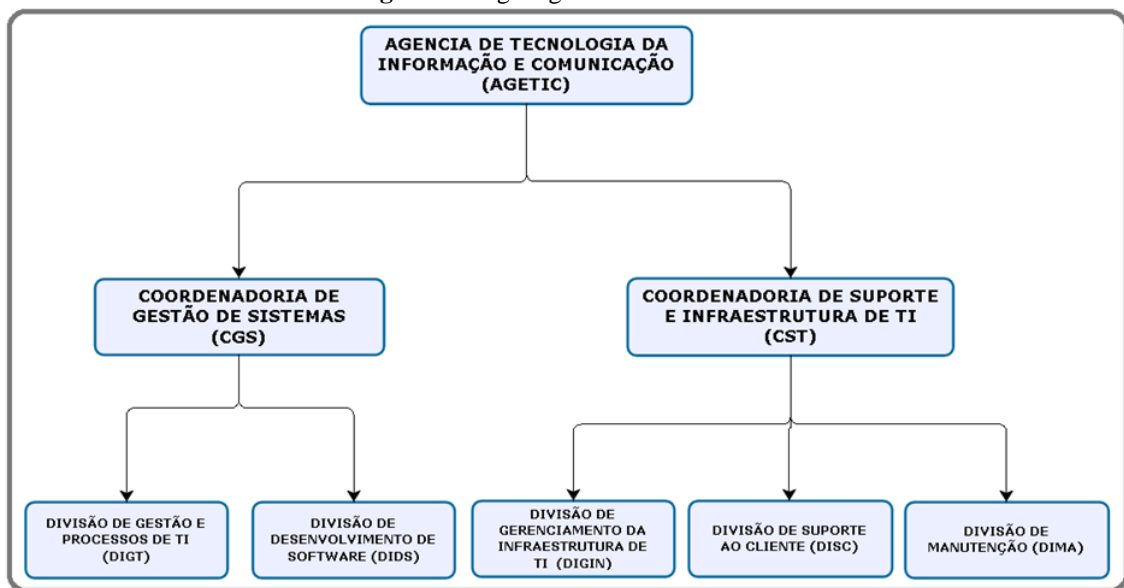 AGENCIA DE TECNOLOGIA DA
INFORMAÇÃO E COMUNICAÇÃO
(AGETIC)
COORDENADORIA DE
GESTÃO DE SISTEMAS
(CGS)
COORDENADORIA DE SUPORTE
E INFRAESTRUTURA DE TI
(CST)
DIVISÃO DE GESTÃO E
PROCESSOS DE TI
(DIGT)
DIVISÃO DE
DESENVOLVIMENTO DE
SOFTWARE (DIDS)
DIVISÃO DE
GERENCIAMENTO DA
INFRAESTRUTURA DE
TI (DIGIN)
DIVISÃO DE SUPORTE
AO CLIENTE (DISC)
DIVISÃO DE
MANUTENÇÃO (DIMA)